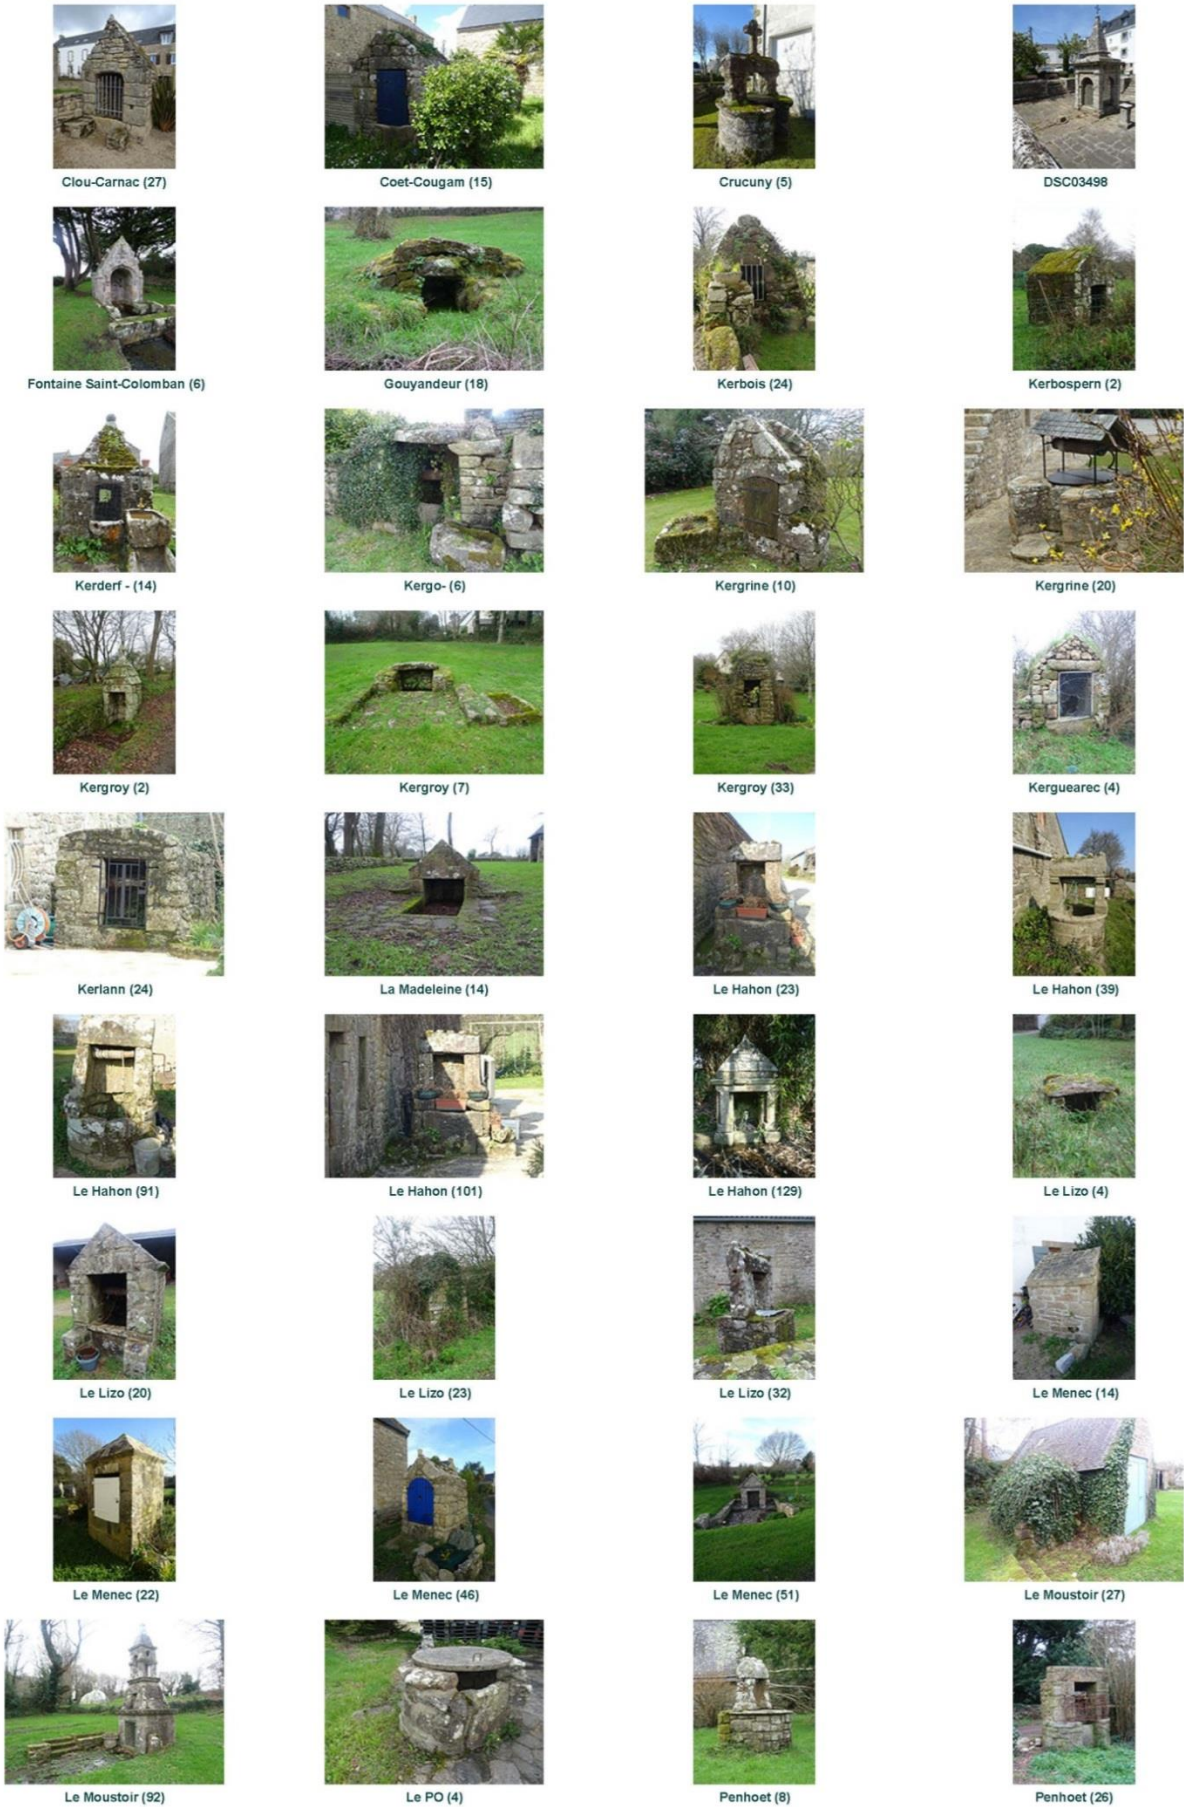 Clou-Carnac (27)
Coet-Cougam (15)
Crucuny (5)
DSC03498
Fontaine Saint-Colomban (6)
Gouyandeur (18)
Kerbois (24)
Kerbospern (2)
Kerderf - (14)
Kergo- (6)
Kergrine (10)
Kergrine (20)
Kergroy (2)
Kergroy (7)
Kergroy (33)
Kerguearec (4)
Kerlann (24)
La Madeleine (14)
Le Hahon (23)
Le Hahon (39)
Le Hahon (91)
Le Hahon (101)
Le Hahon (129)
Le Lizo (4)
Le Lizo (20)
Le Lizo (23)
Le Lizo (32)
Le Menec (14)
Le Menec (22)
Le Menec (46)
Le Menec (51)
Le Moustoir (27)
Le Moustoir (92)
Le PO (4)
Penhoet (8)
Penhoet (26)